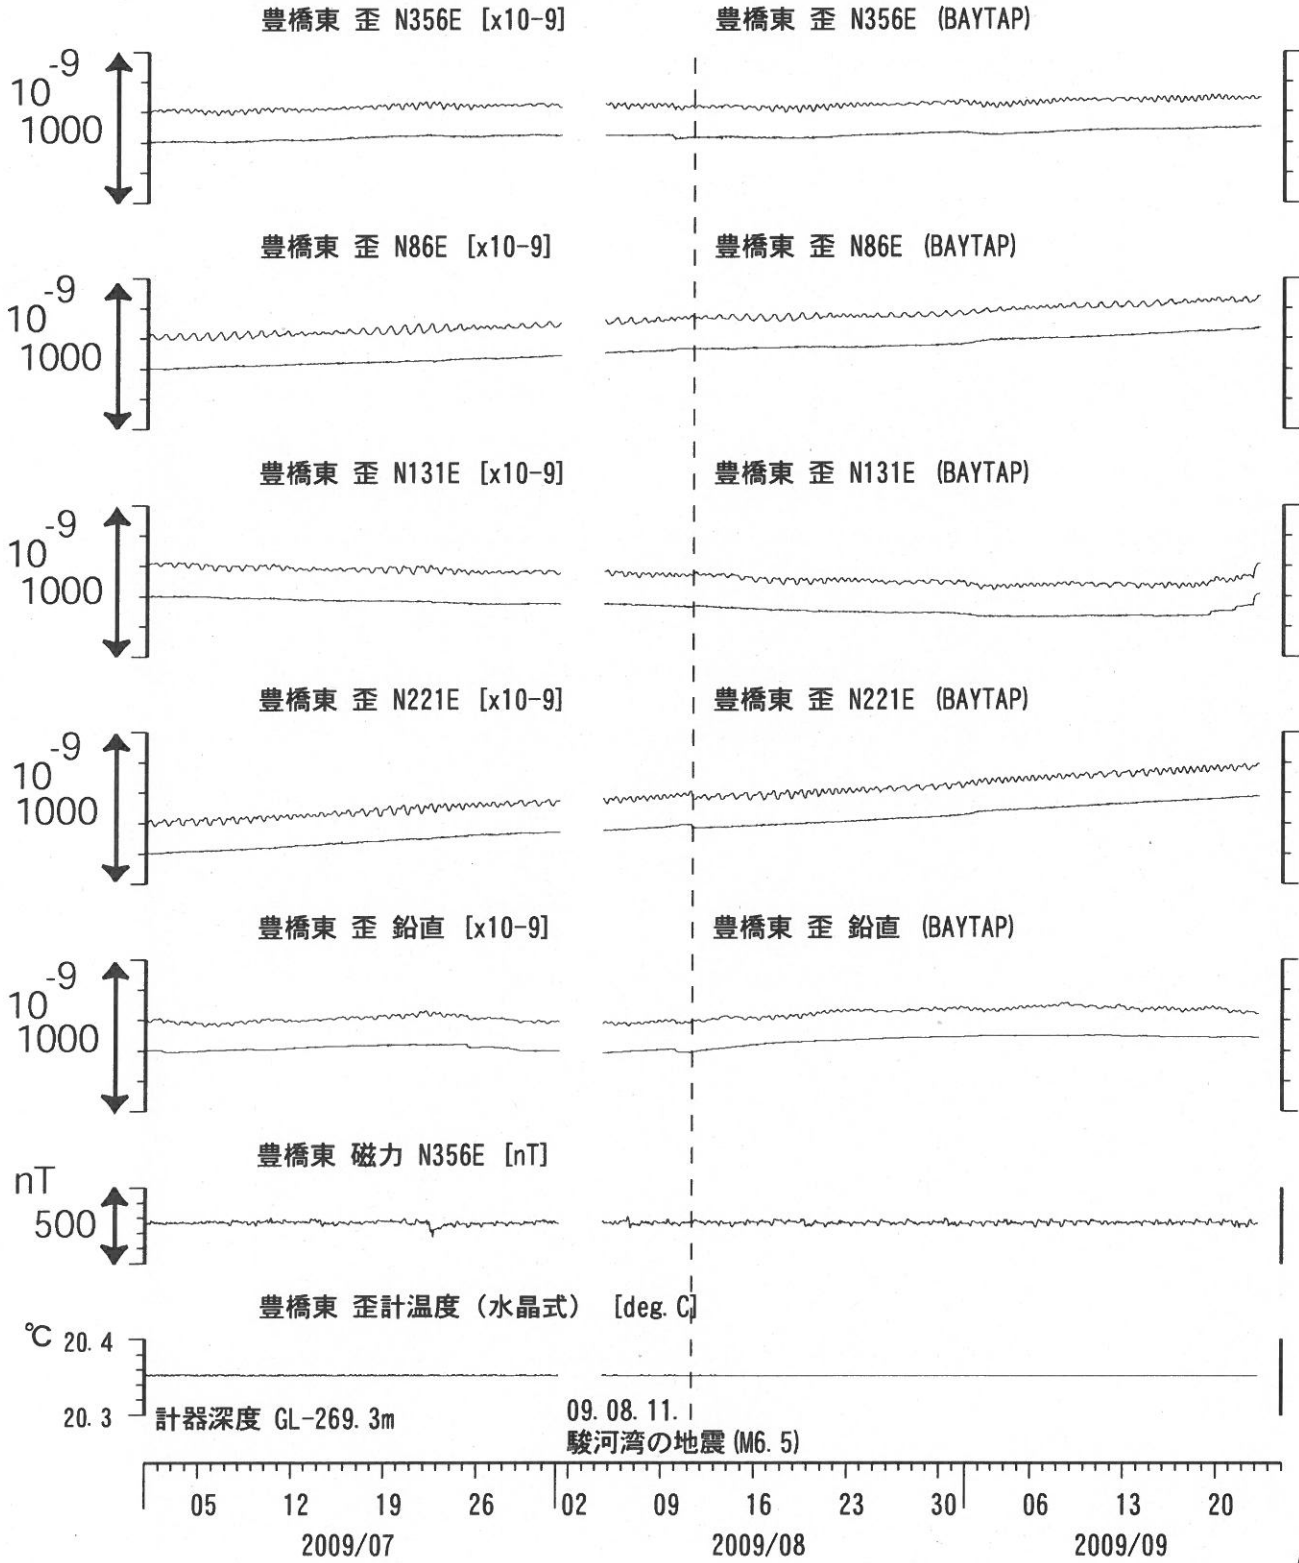 豊橋東 歪 N356E [x10-9] 豊橋東 歪 N356E (BAYTAP)
10-9
1000
豊橋東 歪 N86E [x10-9] 豊橋東 歪 N86E (BAYTAP)
10-9
1000
豊橋東 歪 N131E [x10-9] 豊橋東 歪 N131E (BAYTAP)
10-9
1000
豊橋東 歪 N221E [x10-9] 豊橋東 歪 N221E (BAYTAP)
10-9
1000
豊橋東 歪 鉛直 [x10-9] 豊橋東 歪 鉛直 (BAYTAP)
10-9
1000
豊橋東 磁力 N356E [nT]
nT
500
豊橋東 歪計温度（水晶式） [deg.C]
℃ 20.4
20.3
計器深度 GL-269.3m
09.08.11.
駿河湾の地震(M6.5)
05 12 19 26 02 09 16 23 30 06 13 20
2009/07 2009/08 2009/09